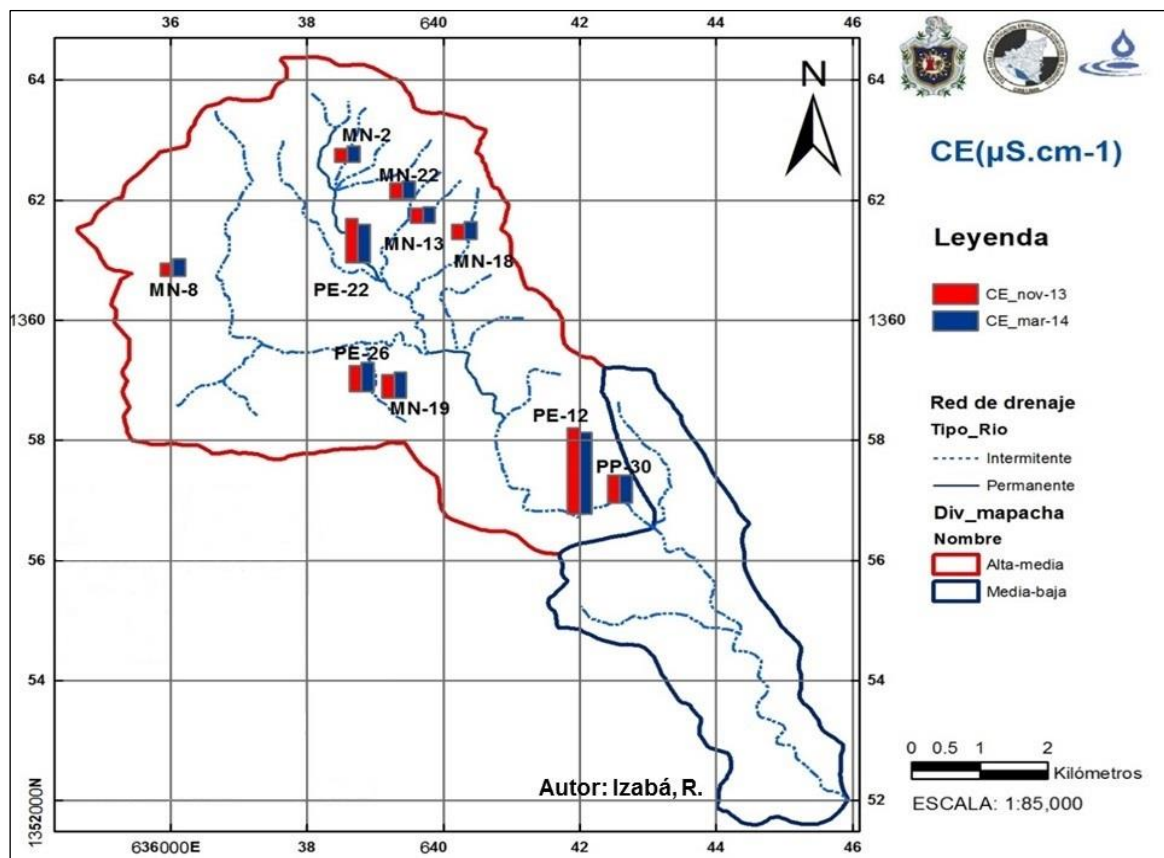 36 38 640 42 44 46
64 64
62 62
1360 1360
58 58
56 56
54 54
1352000N 52
636000E 38 640 42 44 46
N
MN-2
MN-22
MN-13
MN-18
MN-8
PE-22
PE-26
MN-19
PE-12
PP-30
Autor: Izabá, R.
CE(µS.cm-1)
Leyenda
CE_nov-13
CE_mar-14
Red de drenaje
Tipo_Rio
Intermitente
Permanente
Div_mapacha
Nombre
Alta-media
Media-baja
0 0.5 1 2
Kilómetros
ESCALA: 1:85,000